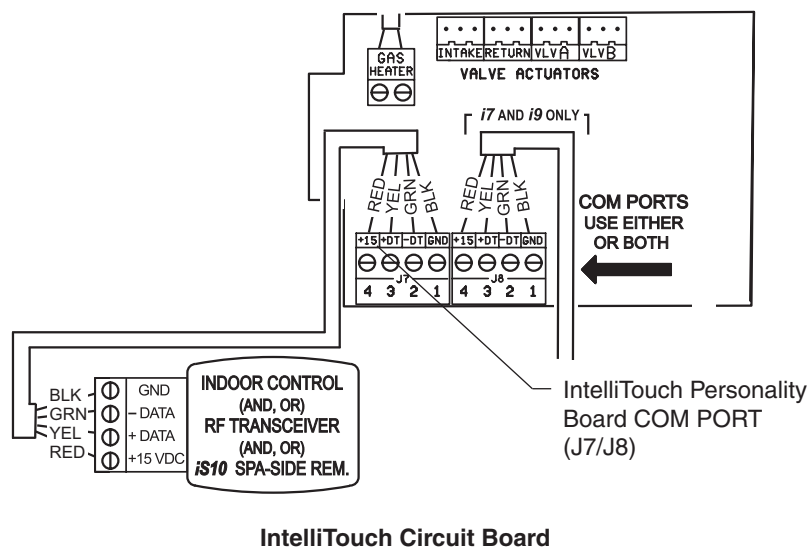 GAS
HEATER
INTAKE RETURN VLV A VLV B
VALVE ACTUATORS
i7 AND i9 ONLY
RED YEL GRN BLK
RED YEL GRN BLK
COM PORTS
USE EITHER
OR BOTH
+15 +DT -DT GND
J7
4 3 2 1
+15 +DT -DT GND
J8
4 3 2 1
BLK GND
GRN – DATA
YEL + DATA
RED +15 VDC
INDOOR CONTROL
(AND, OR)
RF TRANSCEIVER
(AND, OR)
iS10 SPA-SIDE REM.
IntelliTouch Personality
Board COM PORT
(J7/J8)
IntelliTouch Circuit Board